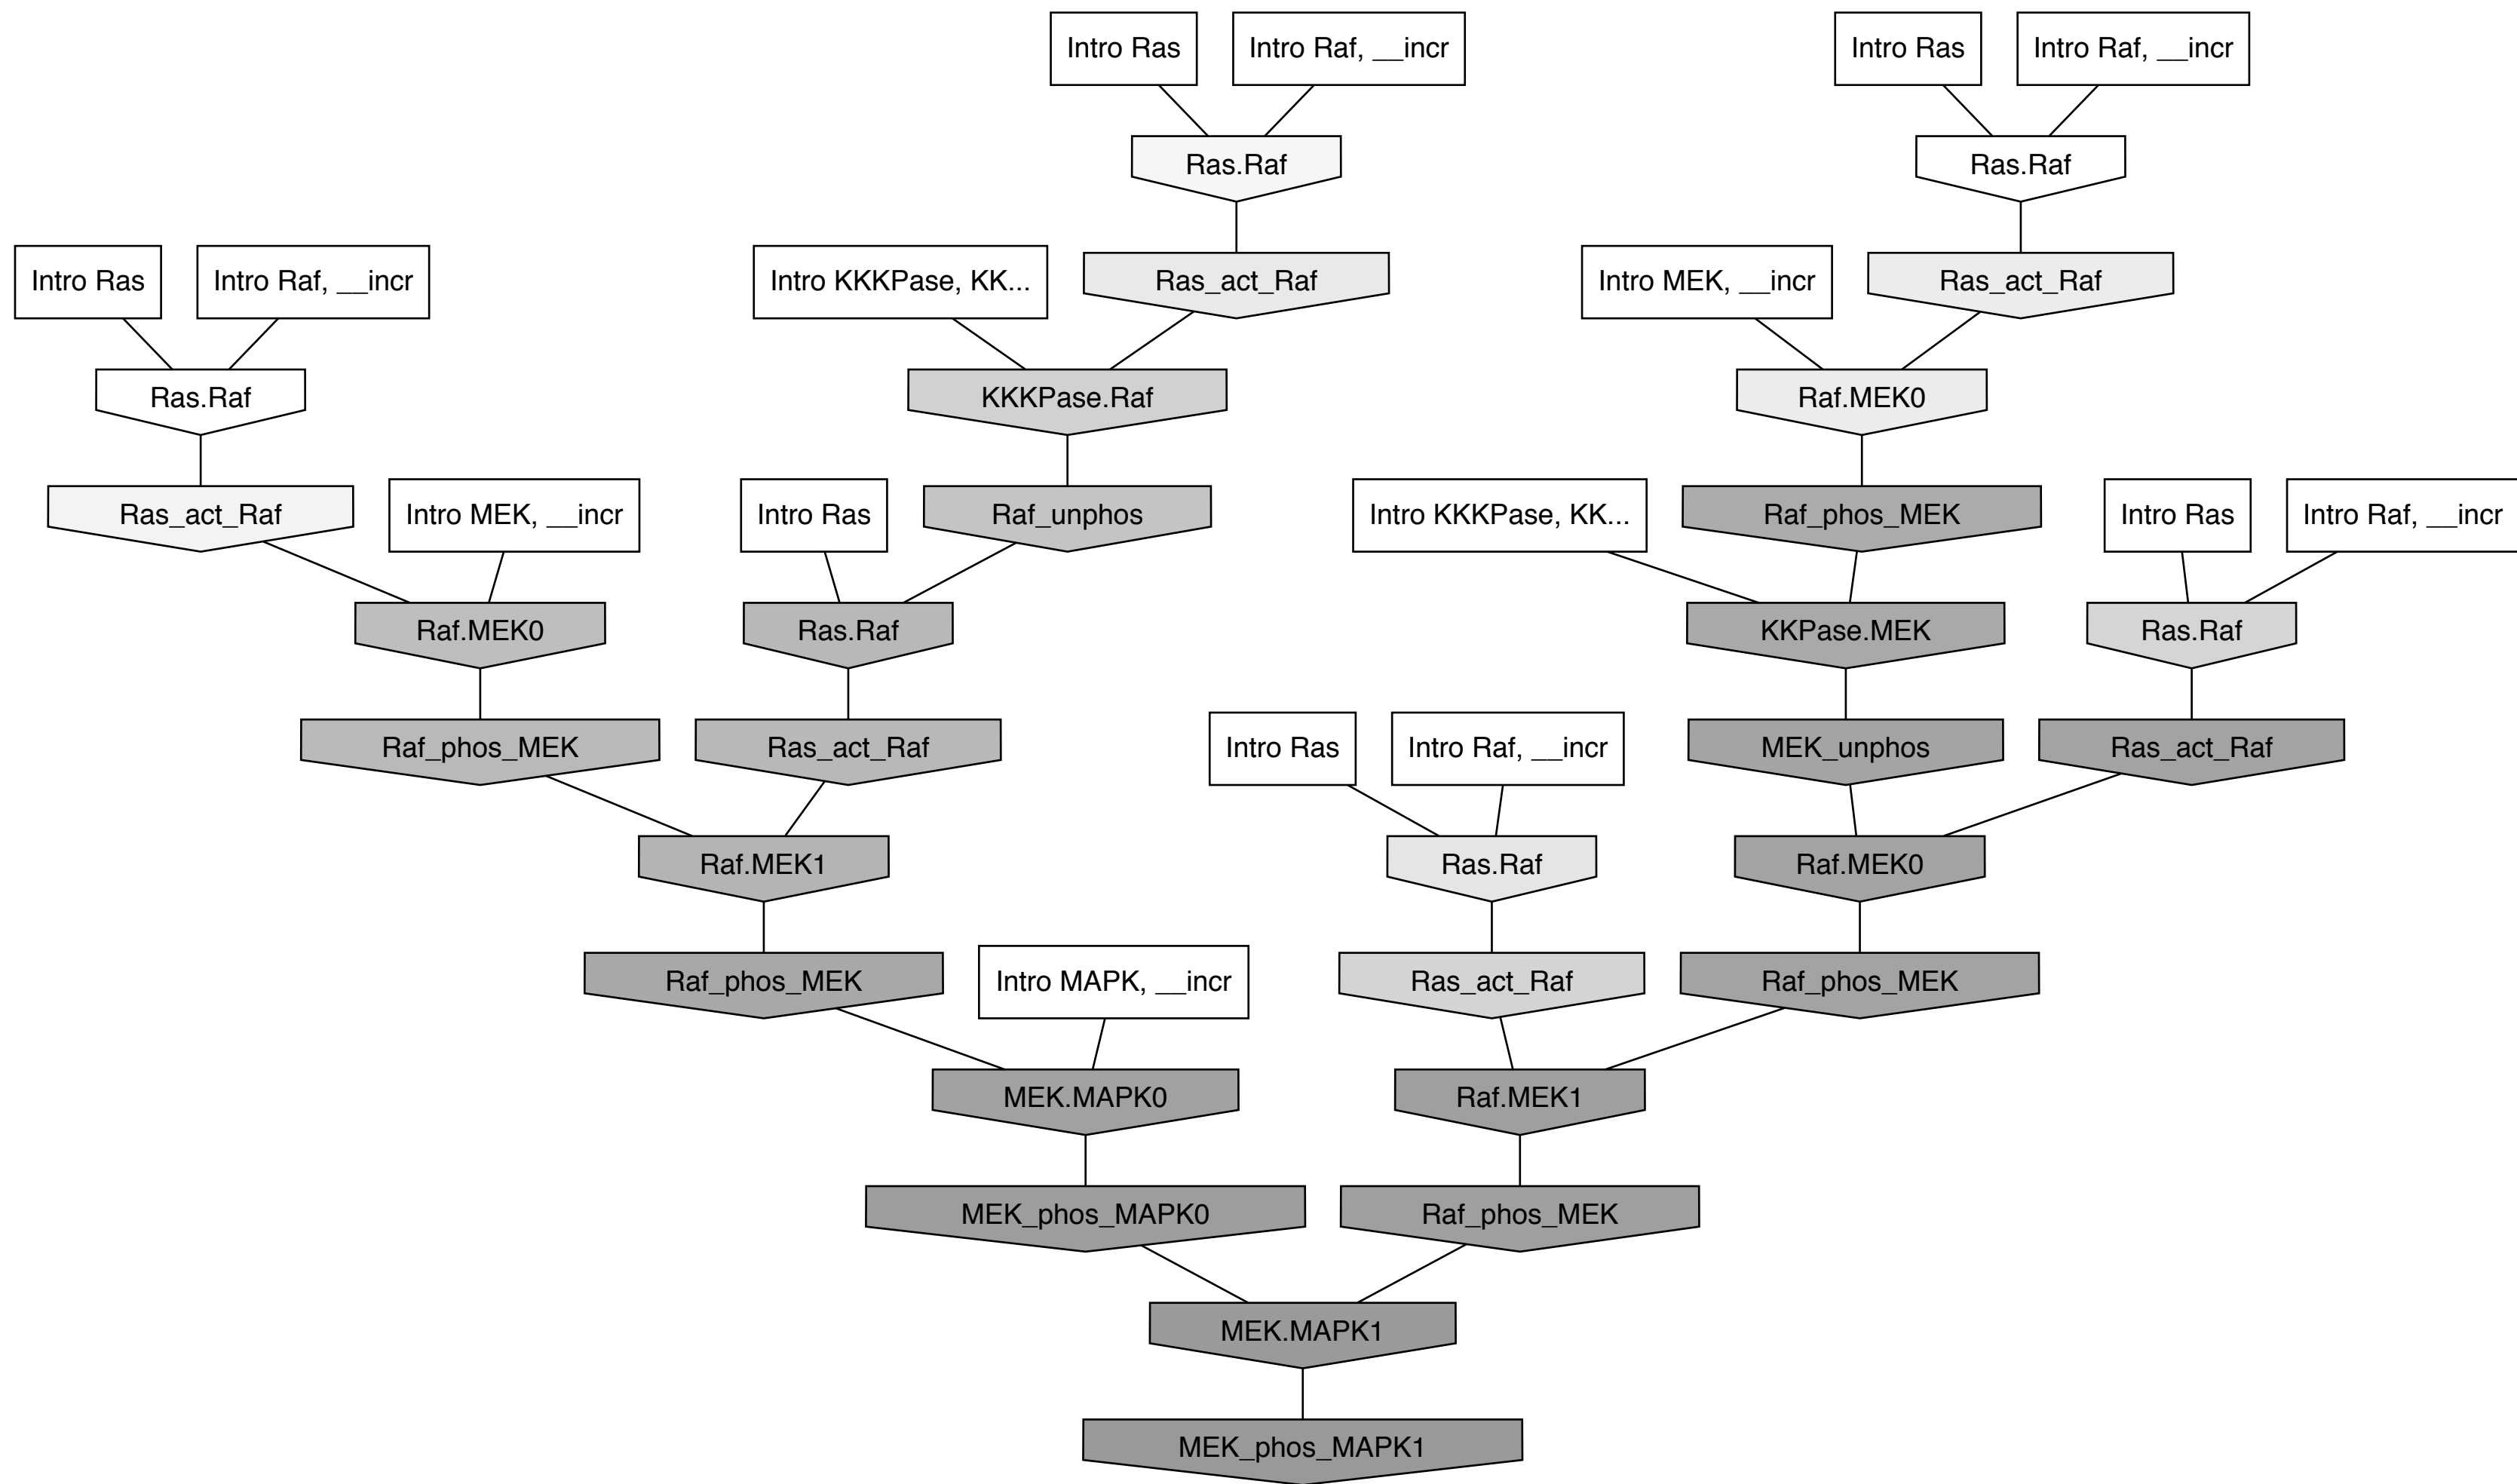 Intro Ras
Intro Raf, __incr
Intro Ras
Intro Raf, __incr
Ras.Raf
Ras.Raf
Intro Ras
Intro Raf, __incr
Intro KKKPase, KK...
Ras_act_Raf
Intro MEK, __incr
Ras_act_Raf
Ras.Raf
KKKPase.Raf
Raf.MEK0
Ras_act_Raf
Intro MEK, __incr
Intro Ras
Raf_unphos
Intro KKKPase, KK...
Raf_phos_MEK
Intro Ras
Intro Raf, __incr
Raf.MEK0
Ras.Raf
KKPase.MEK
Ras.Raf
Raf_phos_MEK
Ras_act_Raf
Intro Ras
Intro Raf, __incr
MEK_unphos
Ras_act_Raf
Raf.MEK1
Ras.Raf
Raf.MEK0
Raf_phos_MEK
Intro MAPK, __incr
Ras_act_Raf
Raf_phos_MEK
MEK.MAPK0
Raf.MEK1
MEK_phos_MAPK0
Raf_phos_MEK
MEK.MAPK1
MEK_phos_MAPK1